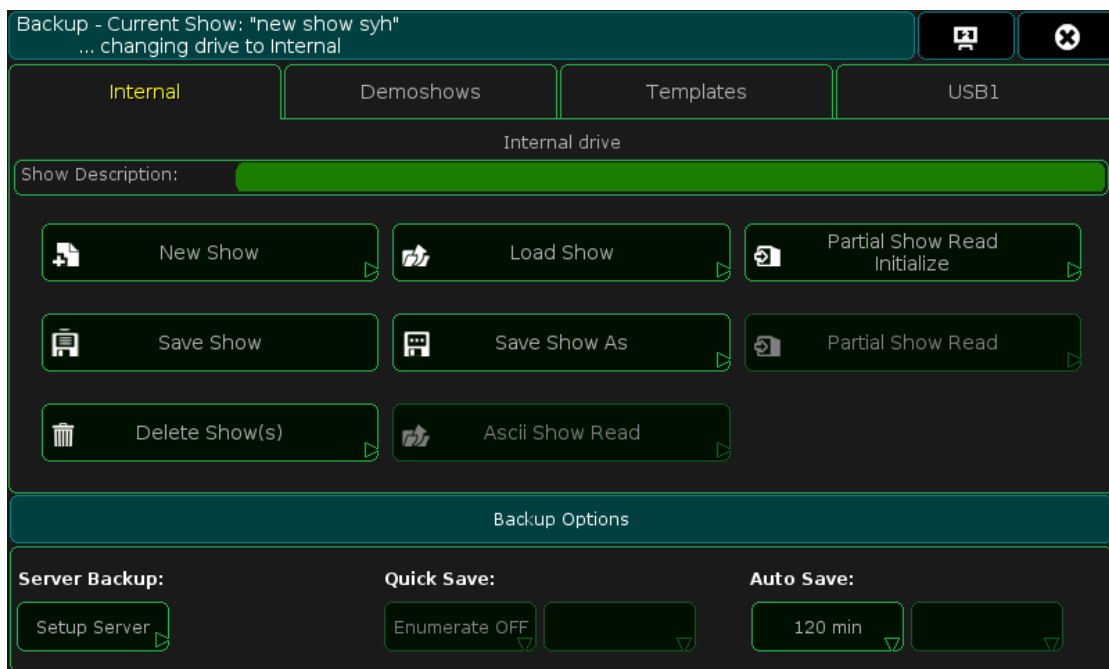 Backup - Current Show: "new show syh"
... changing drive to Internal
Internal
Demoshows
Templates
USB1
Internal drive
Show Description:
New Show
Load Show
Partial Show Read
Initialize
Save Show
Save Show As
Partial Show Read
Delete Show(s)
Ascii Show Read
Backup Options
Server Backup:
Quick Save:
Auto Save:
Setup Server
Enumerate OFF
120 min